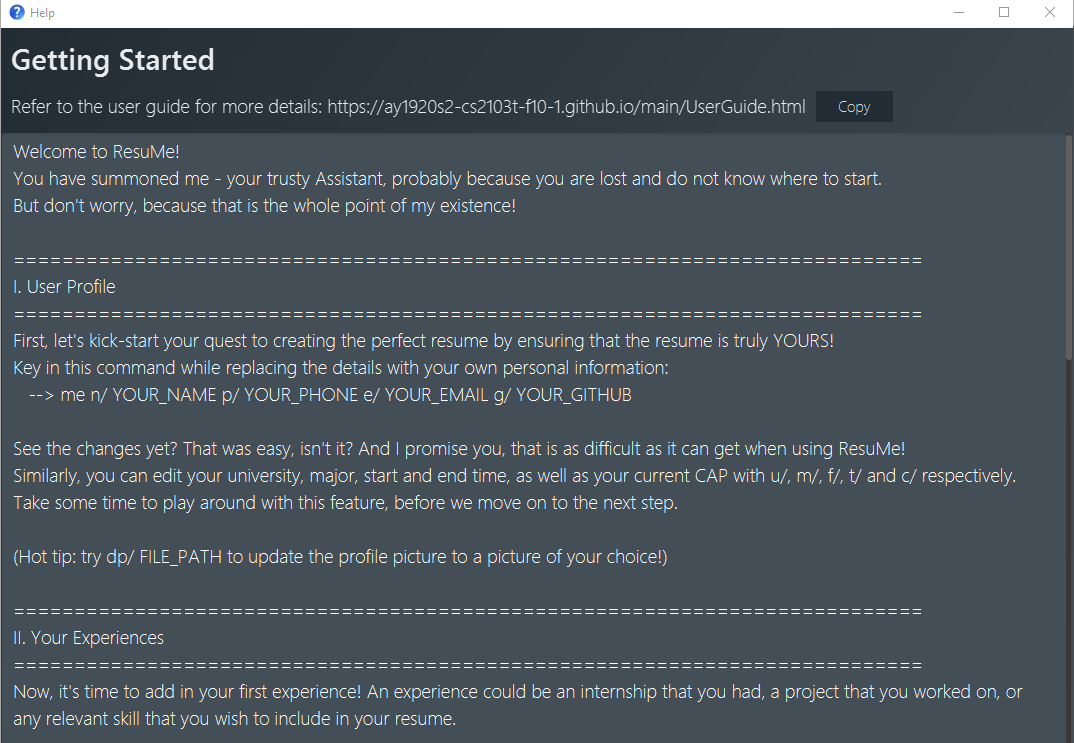 Help
Getting Started
Refer to the user guide for more details: https://ay1920s2-cs2103t-f10-1.github.io/main/UserGuide.html Copy
Welcome to ResuMe!
You have summoned me - your trusty Assistant, probably because you are lost and do not know where to start.
But don't worry, because that is the whole point of my existence!
===========================================================================
I. User Profile
===========================================================================
First, let's kick-start your quest to creating the perfect resume by ensuring that the resume is truly YOURS!
Key in this command while replacing the details with your own personal information:
--> me n/ YOUR_NAME p/ YOUR_PHONE e/ YOUR_EMAIL g/ YOUR_GITHUB
See the changes yet? That was easy, isn't it? And I promise you, that is as difficult as it can get when using ResuMe!
Similarly, you can edit your university, major, start and end time, as well as your current CAP with u/, m/, f/, t/ and c/ respectively.
Take some time to play around with this feature, before we move on to the next step.
(Hot tip: try dp/ FILE_PATH to update the profile picture to a picture of your choice!)
===========================================================================
II. Your Experiences
===========================================================================
Now, it's time to add in your first experience! An experience could be an internship that you had, a project that you worked on, or
any relevant skill that you wish to include in your resume.